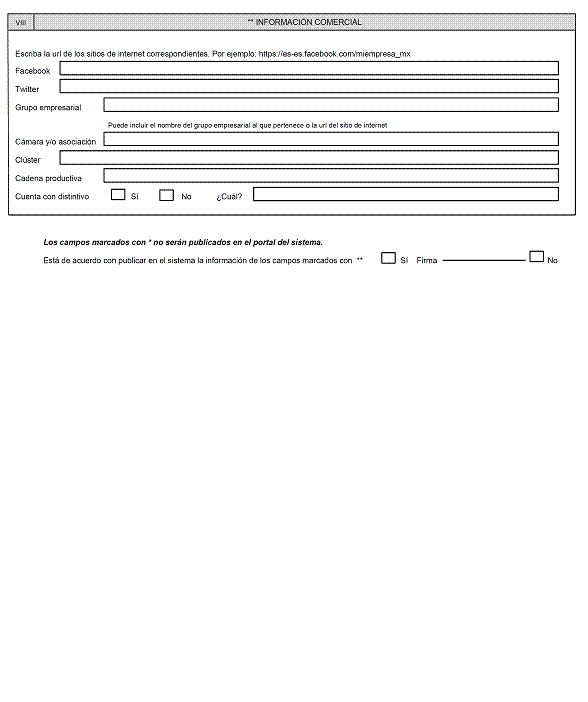 VIII ** INFORMACIÓN COMERCIAL
Escriba la url de los sitios de internet correspondientes. Por ejemplo: https://es-es.facebook.com/miempresa_mx
Facebook
Twitter
Grupo empresarial
Puede incluir el nombre del grupo empresarial al que pertenece o la url del sitio de internet
Cámara y/o asociación
Clúster
Cadena productiva
Cuenta con distintivo Sí No ¿Cuál?
Los campos marcados con * no serán publicados en el portal del sistema.
Está de acuerdo con publicar en el sistema la información de los campos marcados con ** Sí Firma No